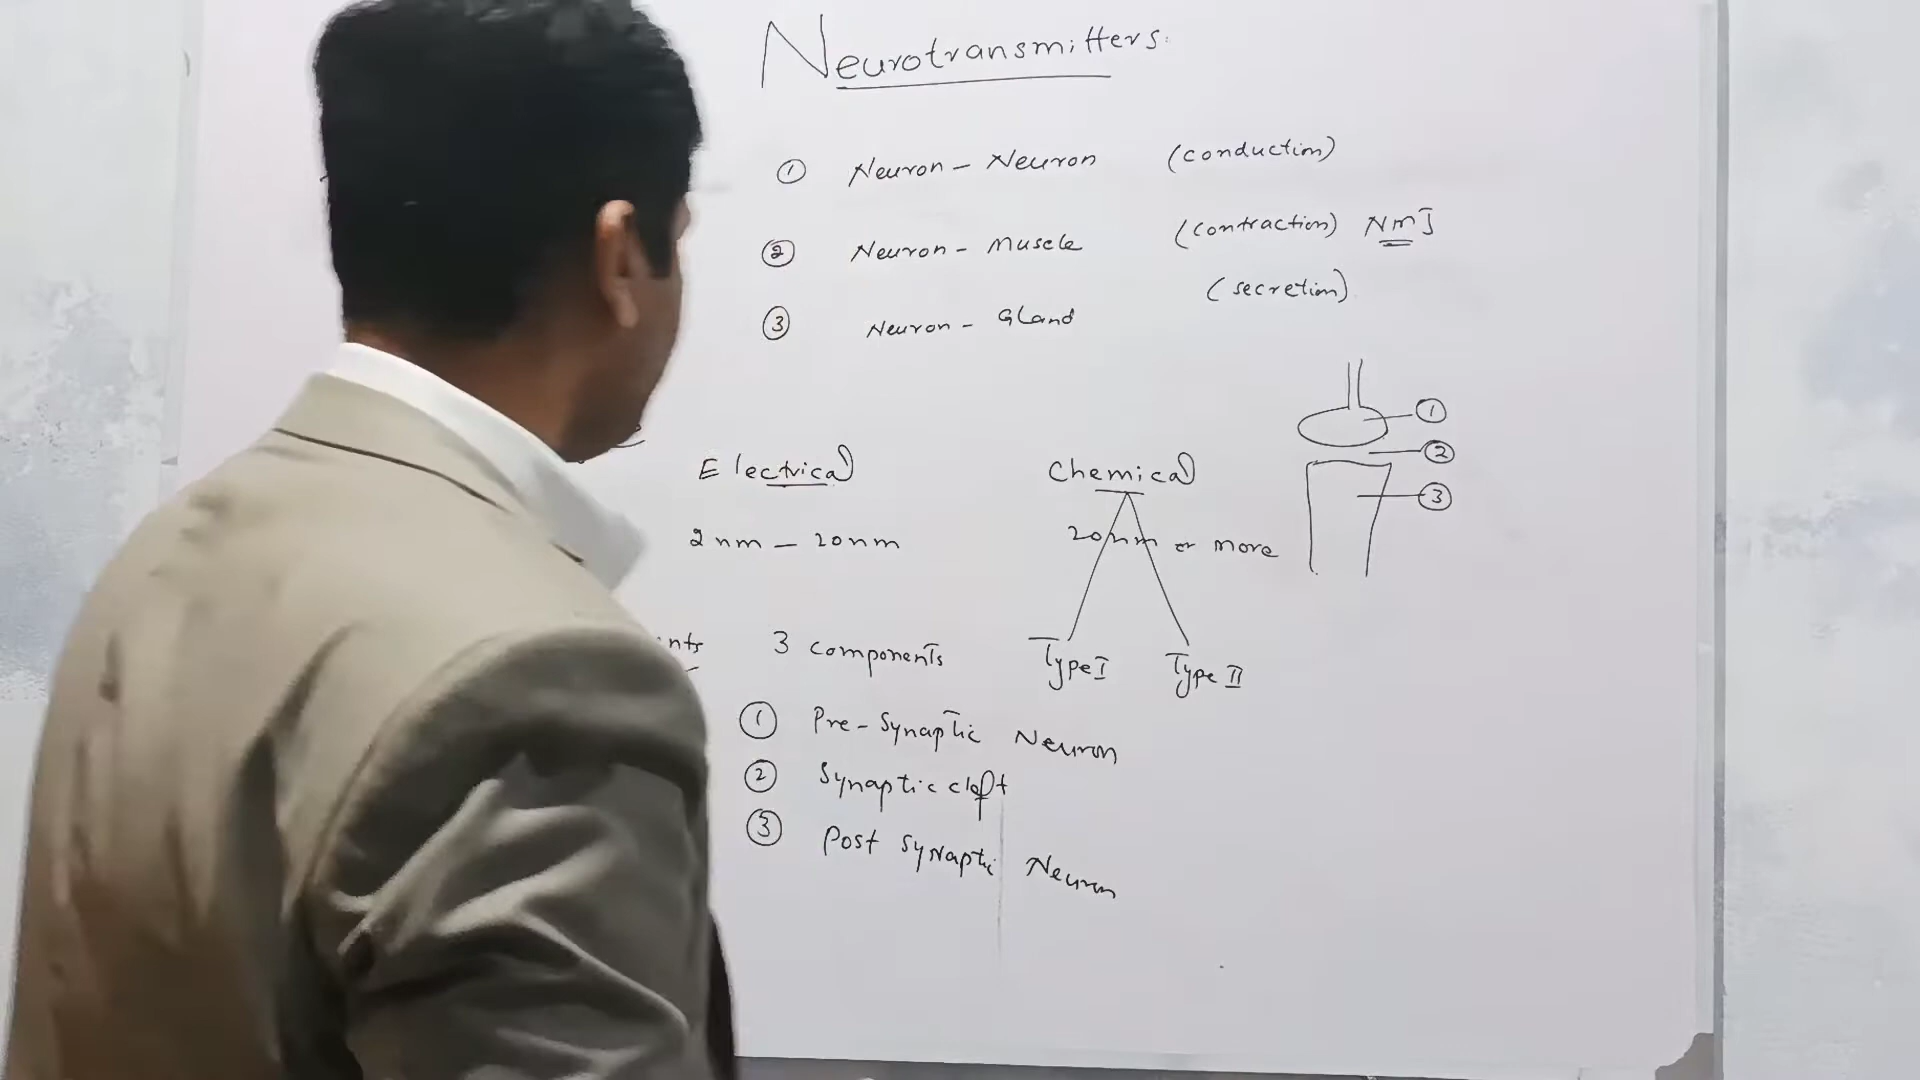 Neurotransmitters.
① Neuron - Neuron (conduction)
② Neuron - Muscle (contraction) NMJ
③ Neuron - Gland (secretion)
Electrical Chemical
2nm - 20nm 20nm or more
①
②
③
nts 3 components Type I Type II
① Pre-Synaptic Neuron
② Synaptic cleft
③ Post Synaptic Neuron